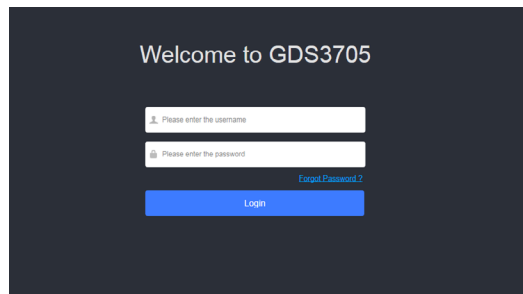 Welcome to GDS3705
Please enter the username
Please enter the password
Forgot Password ?
Login